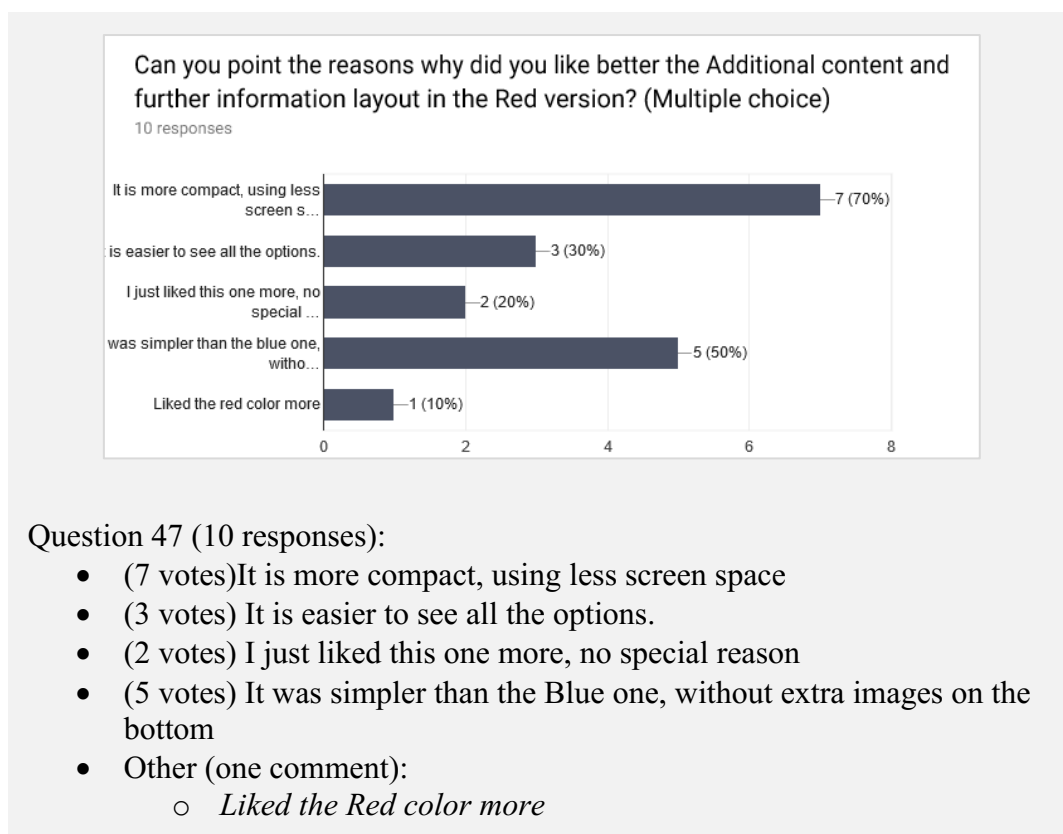 Can you point the reasons why did you like better the Additional content and
further information layout in the Red version? (Multiple choice)
10 responses
It is more compact, using less
screen s...
7 (70%)
is easier to see all the options.
3 (30%)
I just liked this one more, no
special ...
2 (20%)
was simpler than the blue one,
witho...
5 (50%)
Liked the red color more
1 (10%)
0 2 4 6 8
Question 47 (10 responses):
• (7 votes)It is more compact, using less screen space
• (3 votes) It is easier to see all the options.
• (2 votes) I just liked this one more, no special reason
• (5 votes) It was simpler than the Blue one, without extra images on the
bottom
• Other (one comment):
o Liked the Red color more